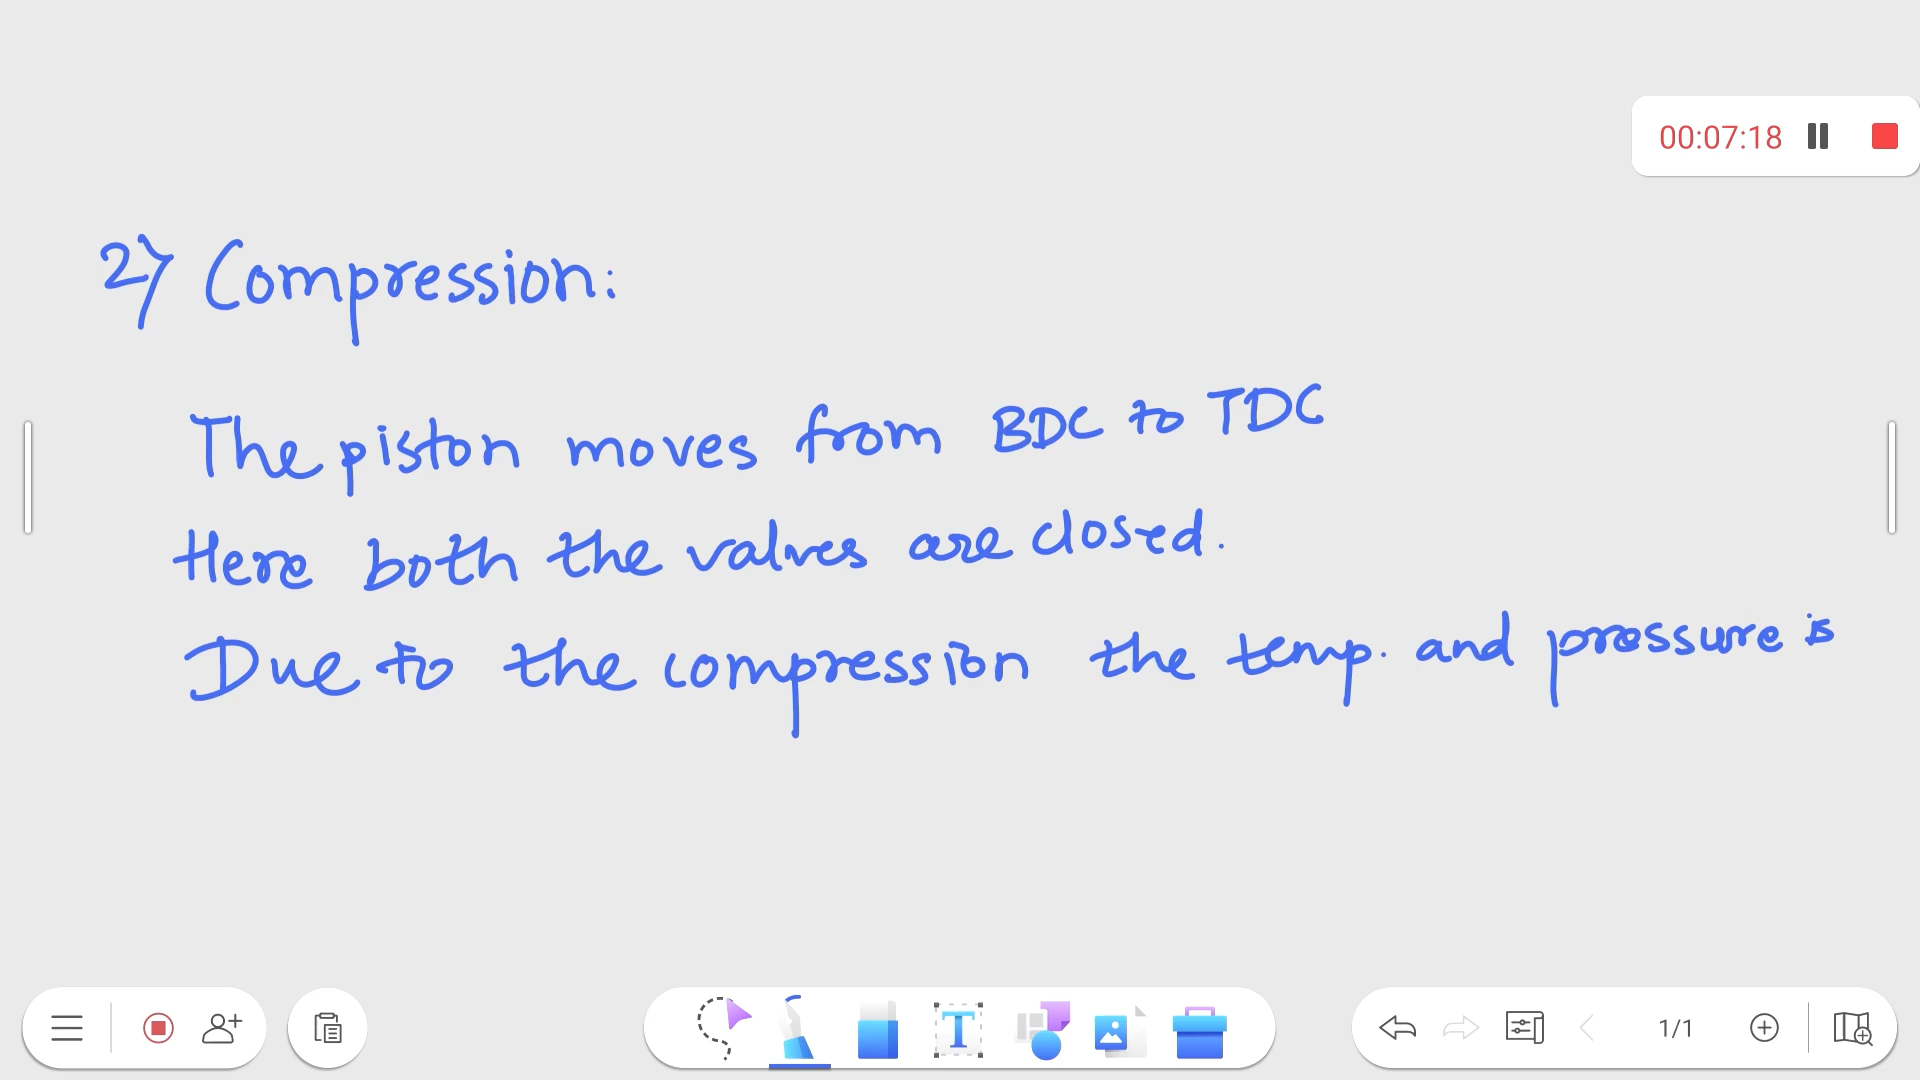 00:07:18
2) Compression:
The piston moves from BDC to TDC
Here both the valves are closed.
Due to the compression the temp. and pressure is
T
1/1